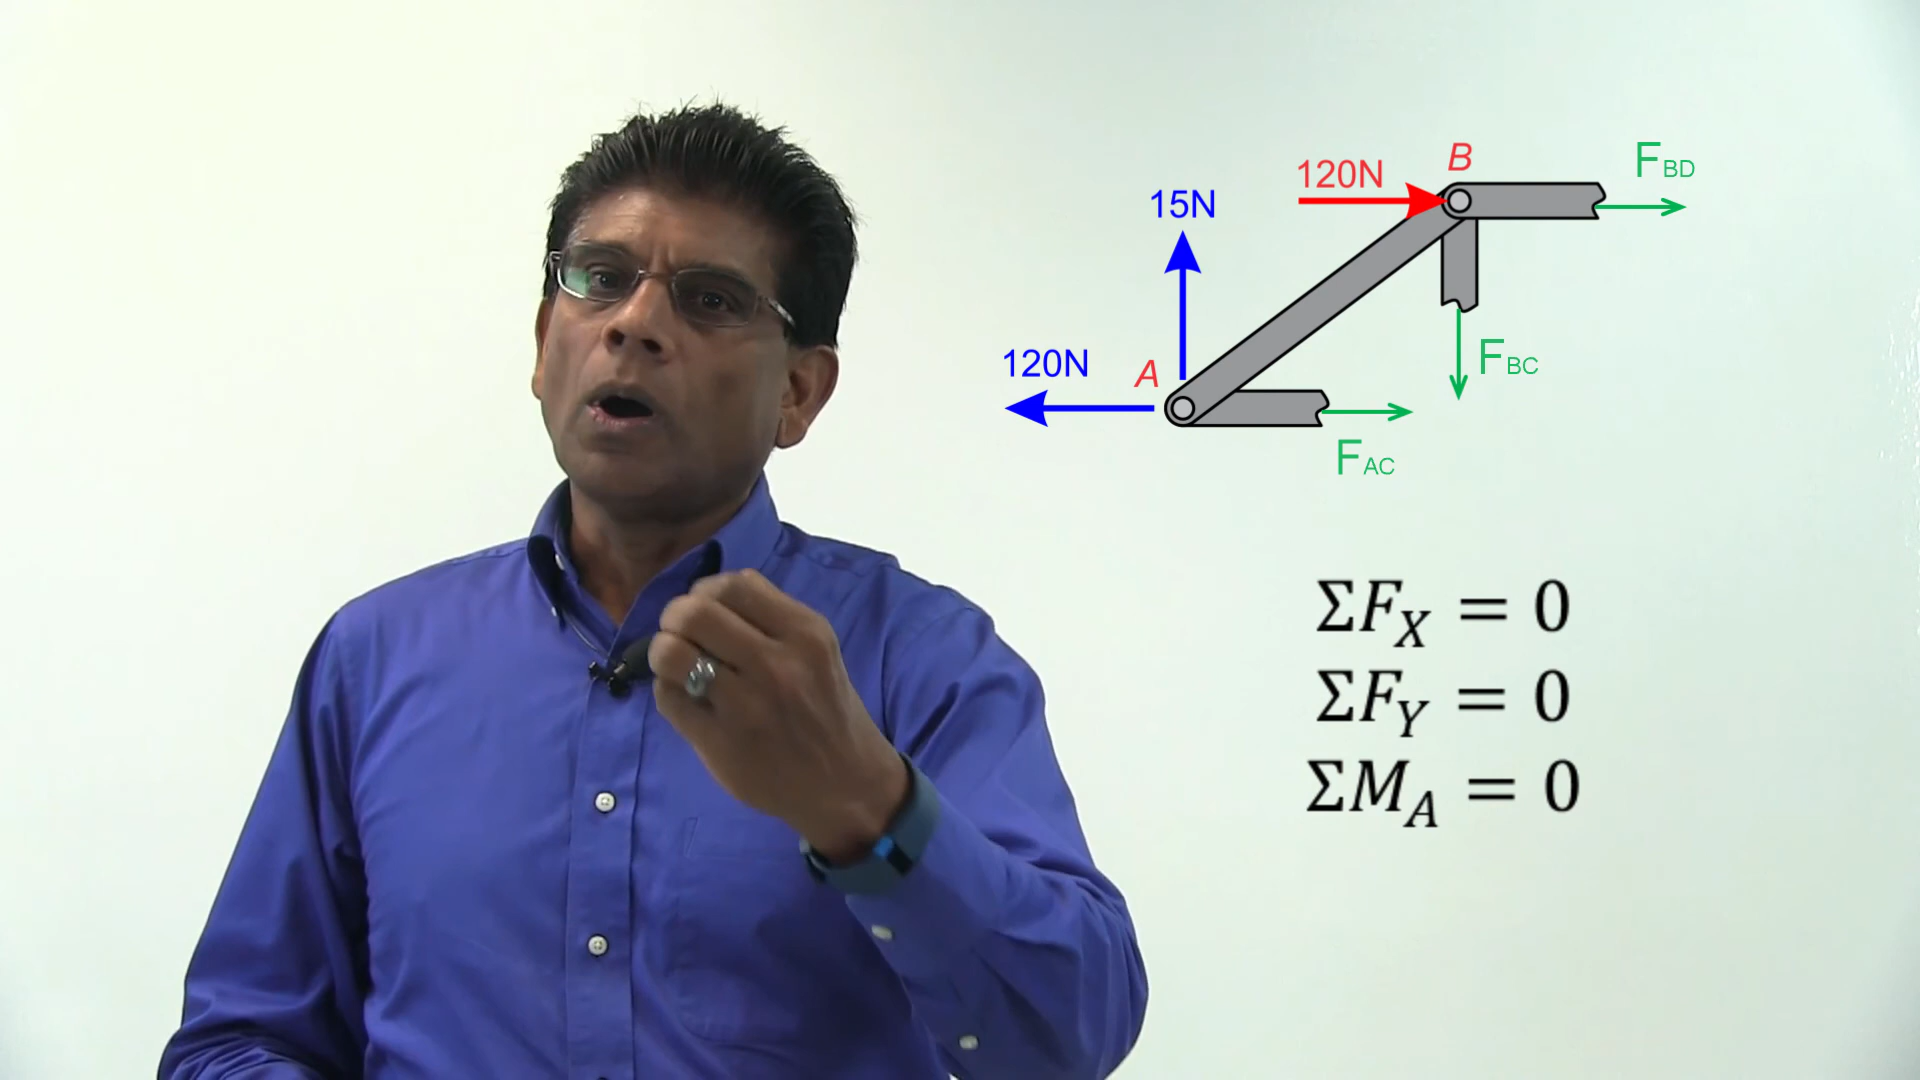 F_BD
B
120N
15N
F_BC
120N
A
F_AC
ΣF_X = 0
ΣF_Y = 0
ΣM_A = 0